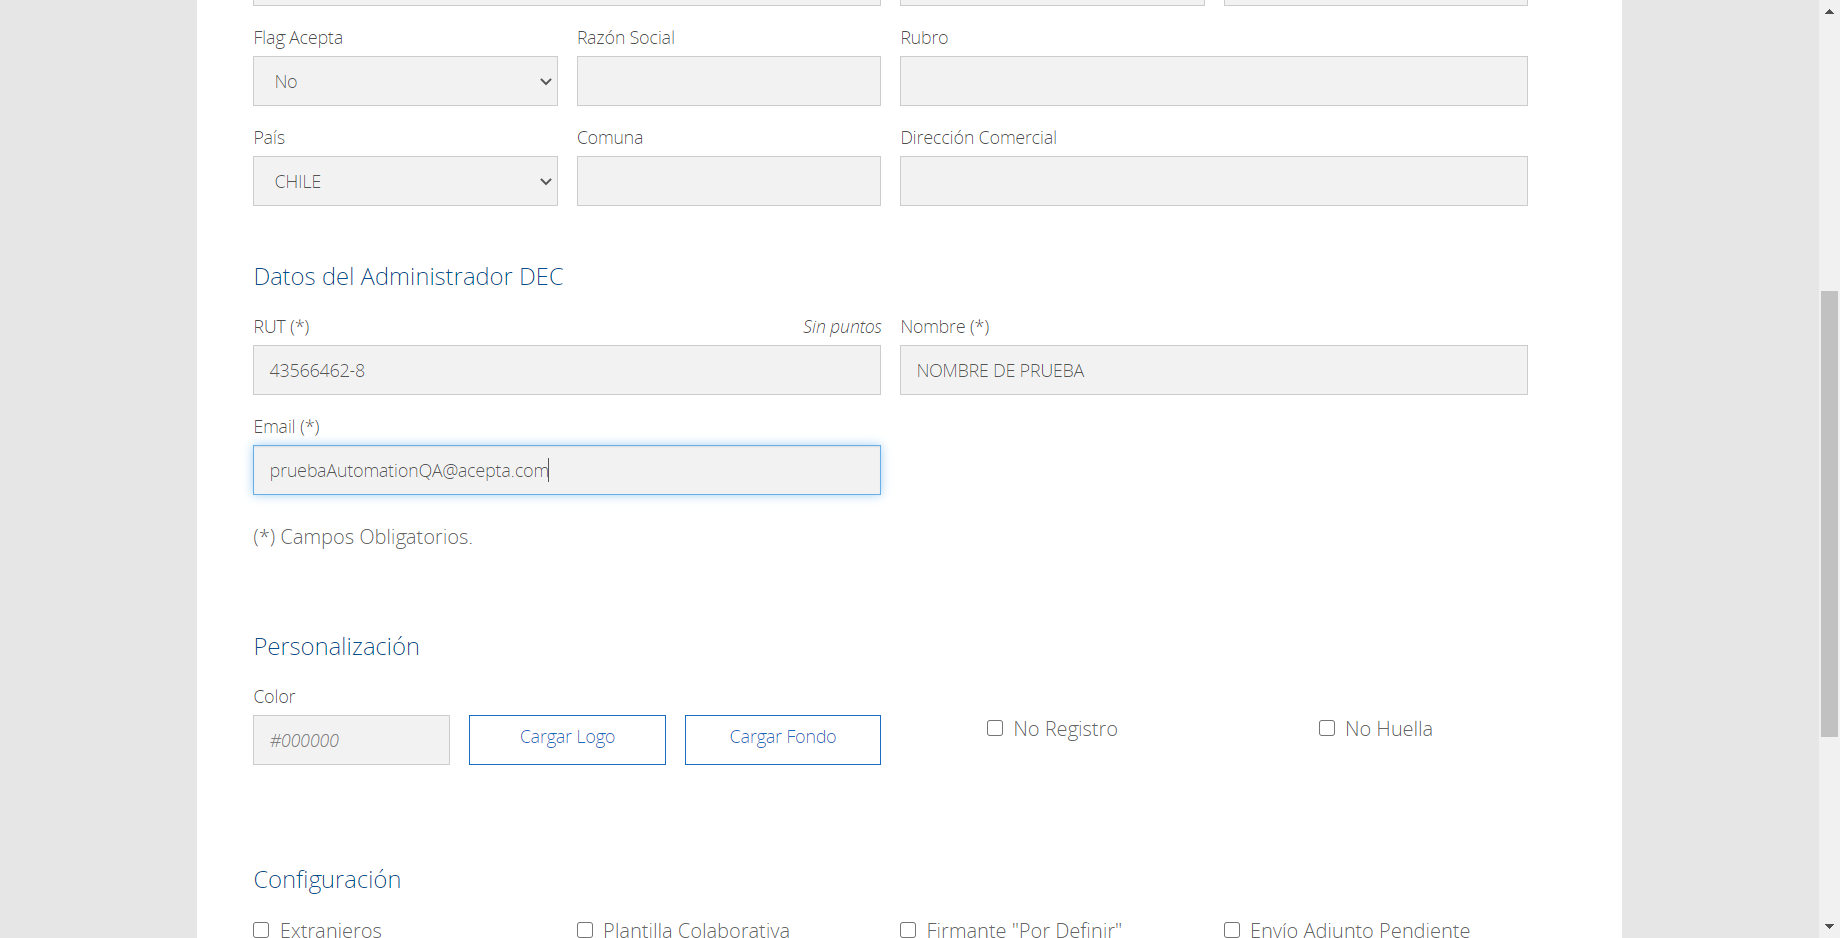 Flag Acepta Razón Social Rubro
No
País Comuna Dirección Comercial
CHILE
Datos del Administrador DEC
RUT (*) Sin puntos Nombre (*)
43566462-8 NOMBRE DE PRUEBA
Email (*)
pruebaAutomationQA@acepta.com
(*) Campos Obligatorios.
Personalización
Color
#000000 Cargar Logo Cargar Fondo No Registro No Huella
Configuración
Extranjeros Plantilla Colaborativa Firmante "Por Definir" Envío Adjunto Pendiente